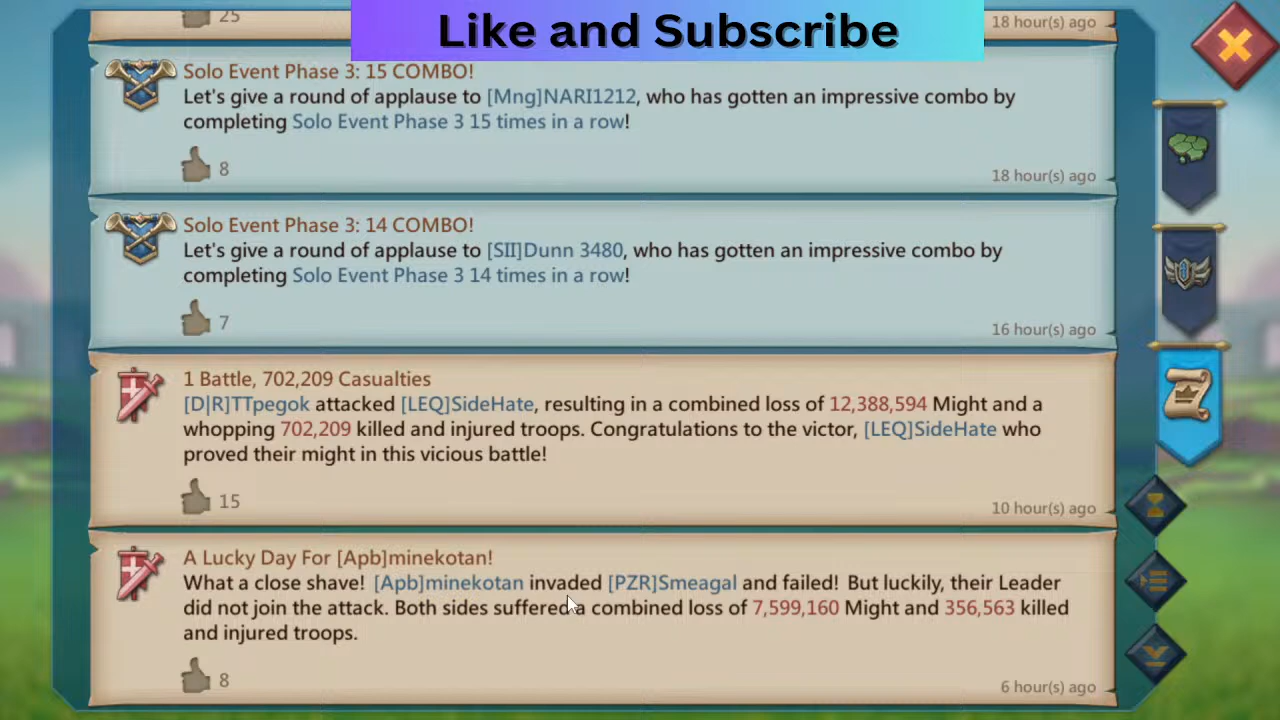 Like and Subscribe
25
18 hour(s) ago
Solo Event Phase 3: 15 COMBO!
Let's give a round of applause to [Mng]NARI1212, who has gotten an impressive combo by
completing Solo Event Phase 3 15 times in a row!
8
18 hour(s) ago
Solo Event Phase 3: 14 COMBO!
Let's give a round of applause to [SII]Dunn 3480, who has gotten an impressive combo by
completing Solo Event Phase 3 14 times in a row!
7
16 hour(s) ago
1 Battle, 702,209 Casualties
[D|R]TTpegok attacked [LEQ]SideHate, resulting in a combined loss of 12,388,594 Might and a
whopping 702,209 killed and injured troops. Congratulations to the victor, [LEQ]SideHate who
proved their might in this vicious battle!
15
10 hour(s) ago
A Lucky Day For [Apb]minekotan!
What a close shave! [Apb]minekotan invaded [PZR]Smeagal and failed! But luckily, their Leader
did not join the attack. Both sides suffered a combined loss of 7,599,160 Might and 356,563 killed
and injured troops.
8
6 hour(s) ago